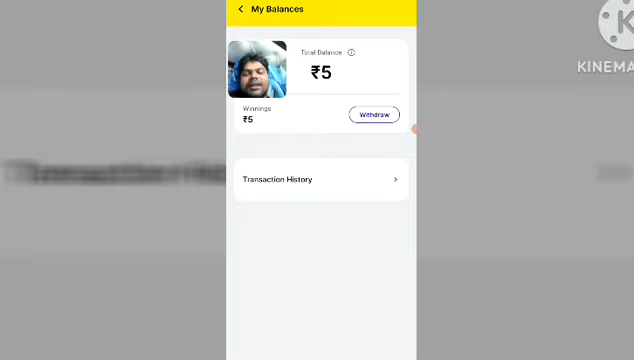 My Balances
Total Balance
₹5
Winnings
₹5
Withdraw
Transaction History
KINEMA